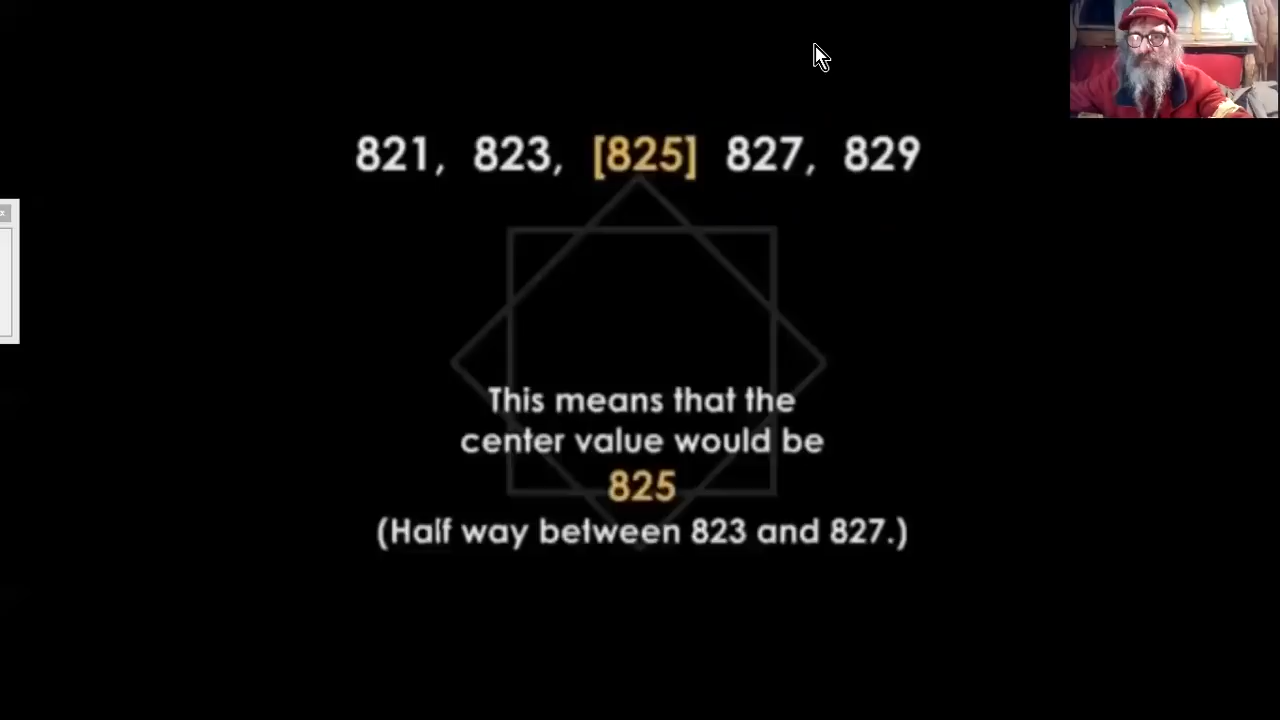 821, 823, [825] 827, 829
This means that the
center value would be
825
(Half way between 823 and 827.)
x